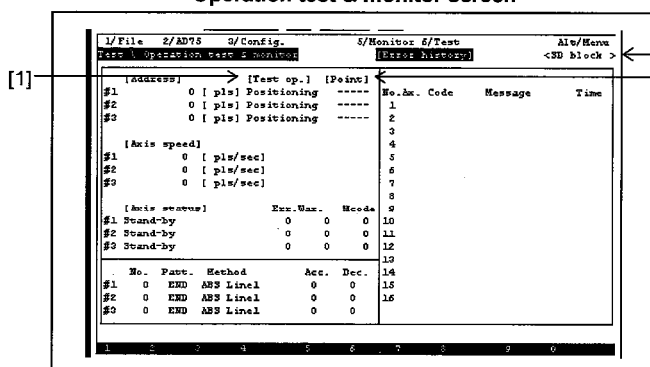 Operation test & monitor screen
1/File 2/AD75 3/Config. 5/Monitor 6/Test Alt/Menu
Test \ Operation test & monitor [Error history] <3D block >
[1] [Address] [Test op.] [Point]
#1 0 [ pls] Positioning -----
#2 0 [ pls] Positioning -----
#3 0 [ pls] Positioning -----
[Axis speed]
#1 0 [ pls/sec]
#2 0 [ pls/sec]
#3 0 [ pls/sec]
[Axis status] Err. War. Mcode
#1 Stand-by 0 0 0
#2 Stand-by 0 0 0
#3 Stand-by 0 0 0
No. Patt. Method Acc. Dec.
#1 0 END ABS Line1 0 0
#2 0 END ABS Line1 0 0
#3 0 END ABS Line1 0 0
No. Ax. Code Message Time
1
2
3
4
5
6
7
8
9
10
11
12
13
14
15
16
1 2 3 4 5 6 7 8 9 0